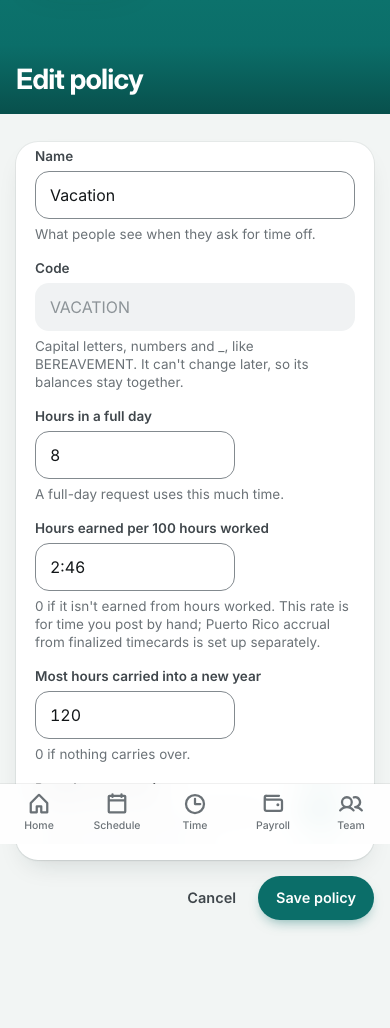 Edit policy
Name
Vacation
What people see when they ask for time off.
Code
VACATION
Capital letters, numbers and _, like
BEREAVEMENT. It can't change later, so its
balances stay together.
Hours in a full day
8
A full-day request uses this much time.
Hours earned per 100 hours worked
2:46
0 if it isn't earned from hours worked. This rate is
for time you post by hand; Puerto Rico accrual
from finalized timecards is set up separately.
Most hours carried into a new year
120
0 if nothing carries over.
Home
Schedule
Time
Payroll
Team
Cancel
Save policy